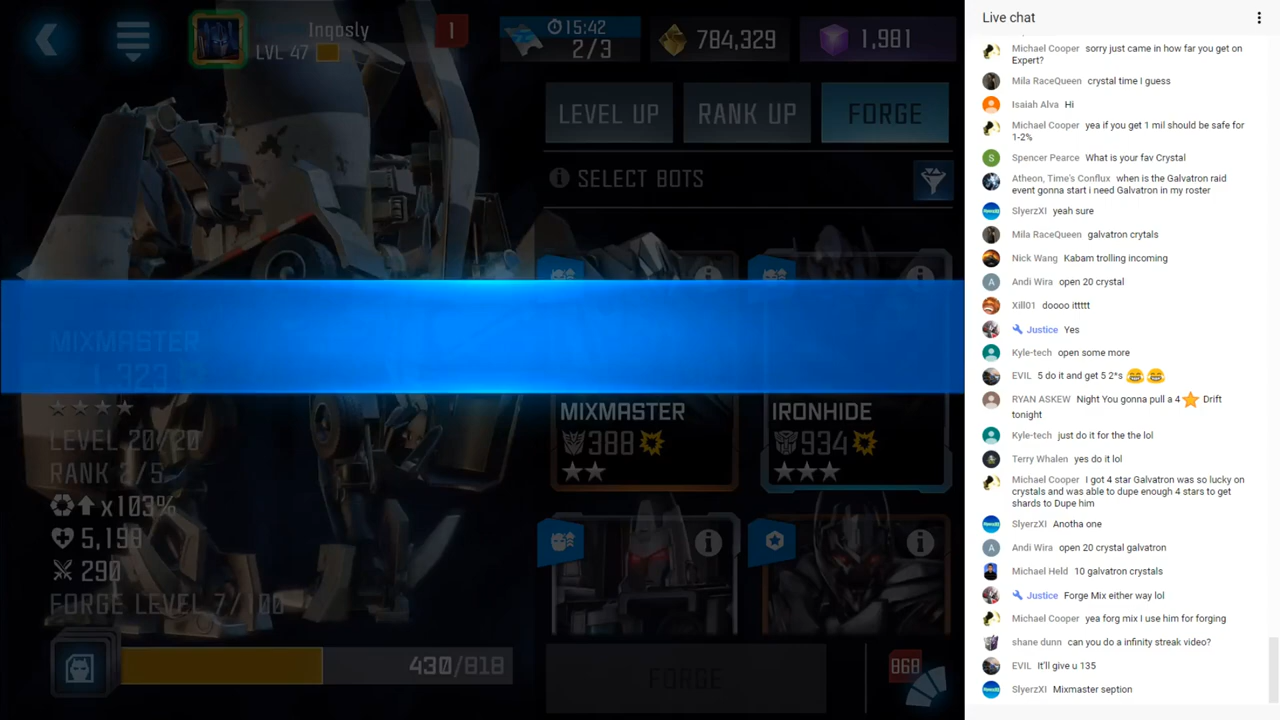 Inqosly
LVL 47
1
15:42
2/3
784,329
1,981
LEVEL UP
RANK UP
FORGE
SELECT BOTS
MIXMASTER
1,323
LEVEL 20/20
RANK 2/5
x103%
5,198
290
FORGE LEVEL 7/100
430/818
MIXMASTER
388
IRONHIDE
934
FORGE
868
Live chat
Michael Cooper sorry just came in how far you get on
Expert?
Mila RaceQueen crystal time I guess
Isaiah Alva Hi
Michael Cooper yea if you get 1 mil should be safe for
1-2%
S
Spencer Pearce What is your fav Crystal
Atheon, Time's Conflux when is the Galvatron raid
event gonna start i need Galvatron in my roster
SlyerzXI yeah sure
Mila RaceQueen galvatron crytals
Nick Wang Kabam trolling incoming
A
Andi Wira open 20 crystal
Xill01 doooo ittttt
Justice Yes
Kyle-tech open some more
EVIL 5 do it and get 5 2*s 😂 😂
RYAN ASKEW Night You gonna pull a 4 ⭐ Drift
tonight
Kyle-tech just do it for the the lol
Terry Whalen yes do it lol
Michael Cooper I got 4 star Galvatron was so lucky on
crystals and was able to dupe enough 4 stars to get
shards to Dupe him
SlyerzXI Anotha one
A
Andi Wira open 20 crystal galvatron
Michael Held 10 galvatron crystals
Justice Forge Mix either way lol
Michael Cooper yea forg mix I use him for forging
shane dunn can you do a infinity streak video?
EVIL It'll give u 135
SlyerzXI Mixmaster seption